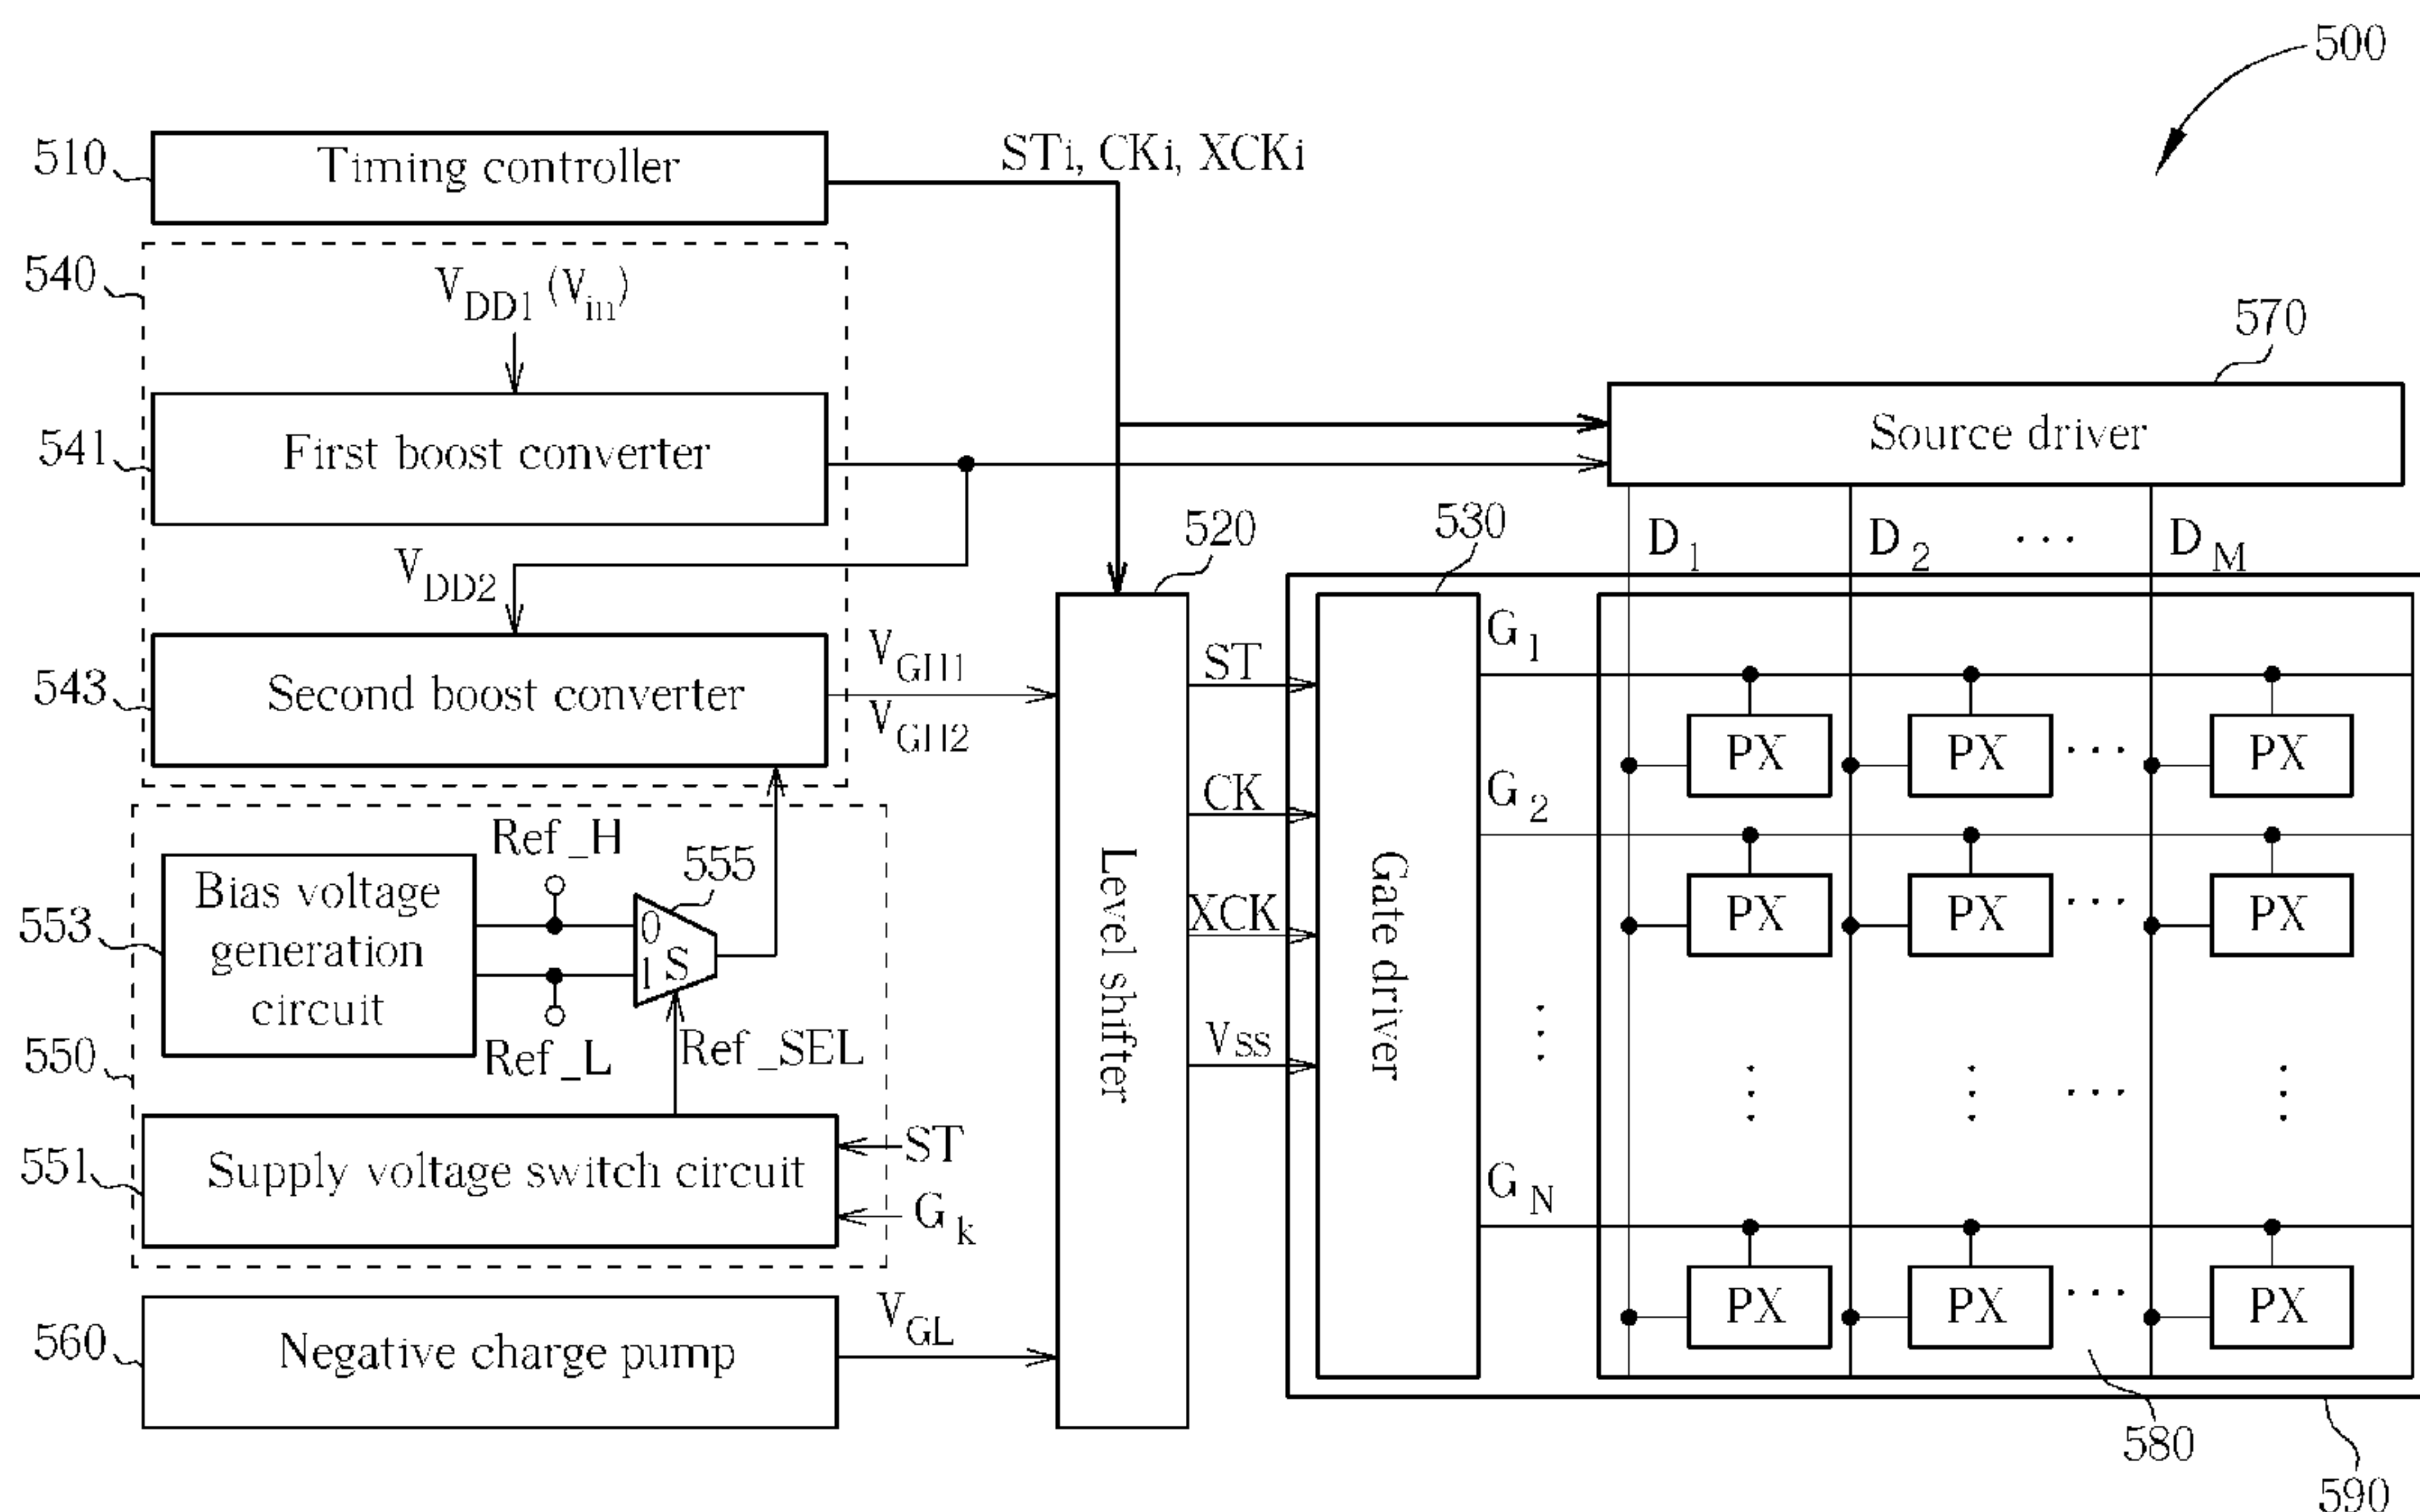 500
510
Timing controller
STi, CKi, XCKi
540
VDD1 (Vin)
570
541
First boost converter
Source driver
520
530
D1
D2
...
DM
VDD2
G1
543
Second boost converter
VGH1
VGH2
ST
PX
PX
...
PX
G2
CK
Ref_H
555
553
Bias voltage
generation
circuit
0
1
S
XCK
PX
PX
...
PX
Level shifter
Gate driver
550
Ref_L
Ref_SEL
Vss
...
551
Supply voltage switch circuit
ST
Gk
GN
560
Negative charge pump
VGL
PX
PX
...
PX
580
590